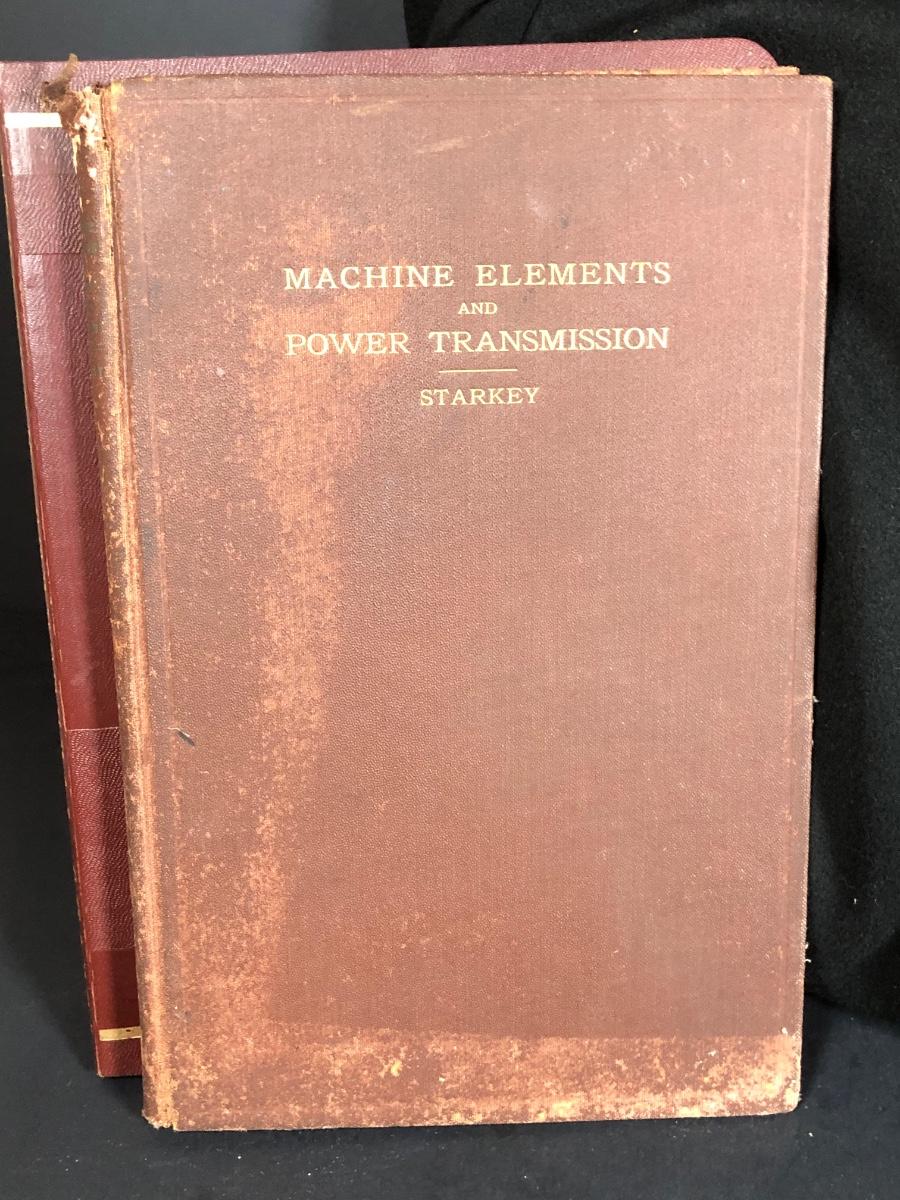 MACHINE ELEMENTS
AND
POWER TRANSMISSION
STARKEY